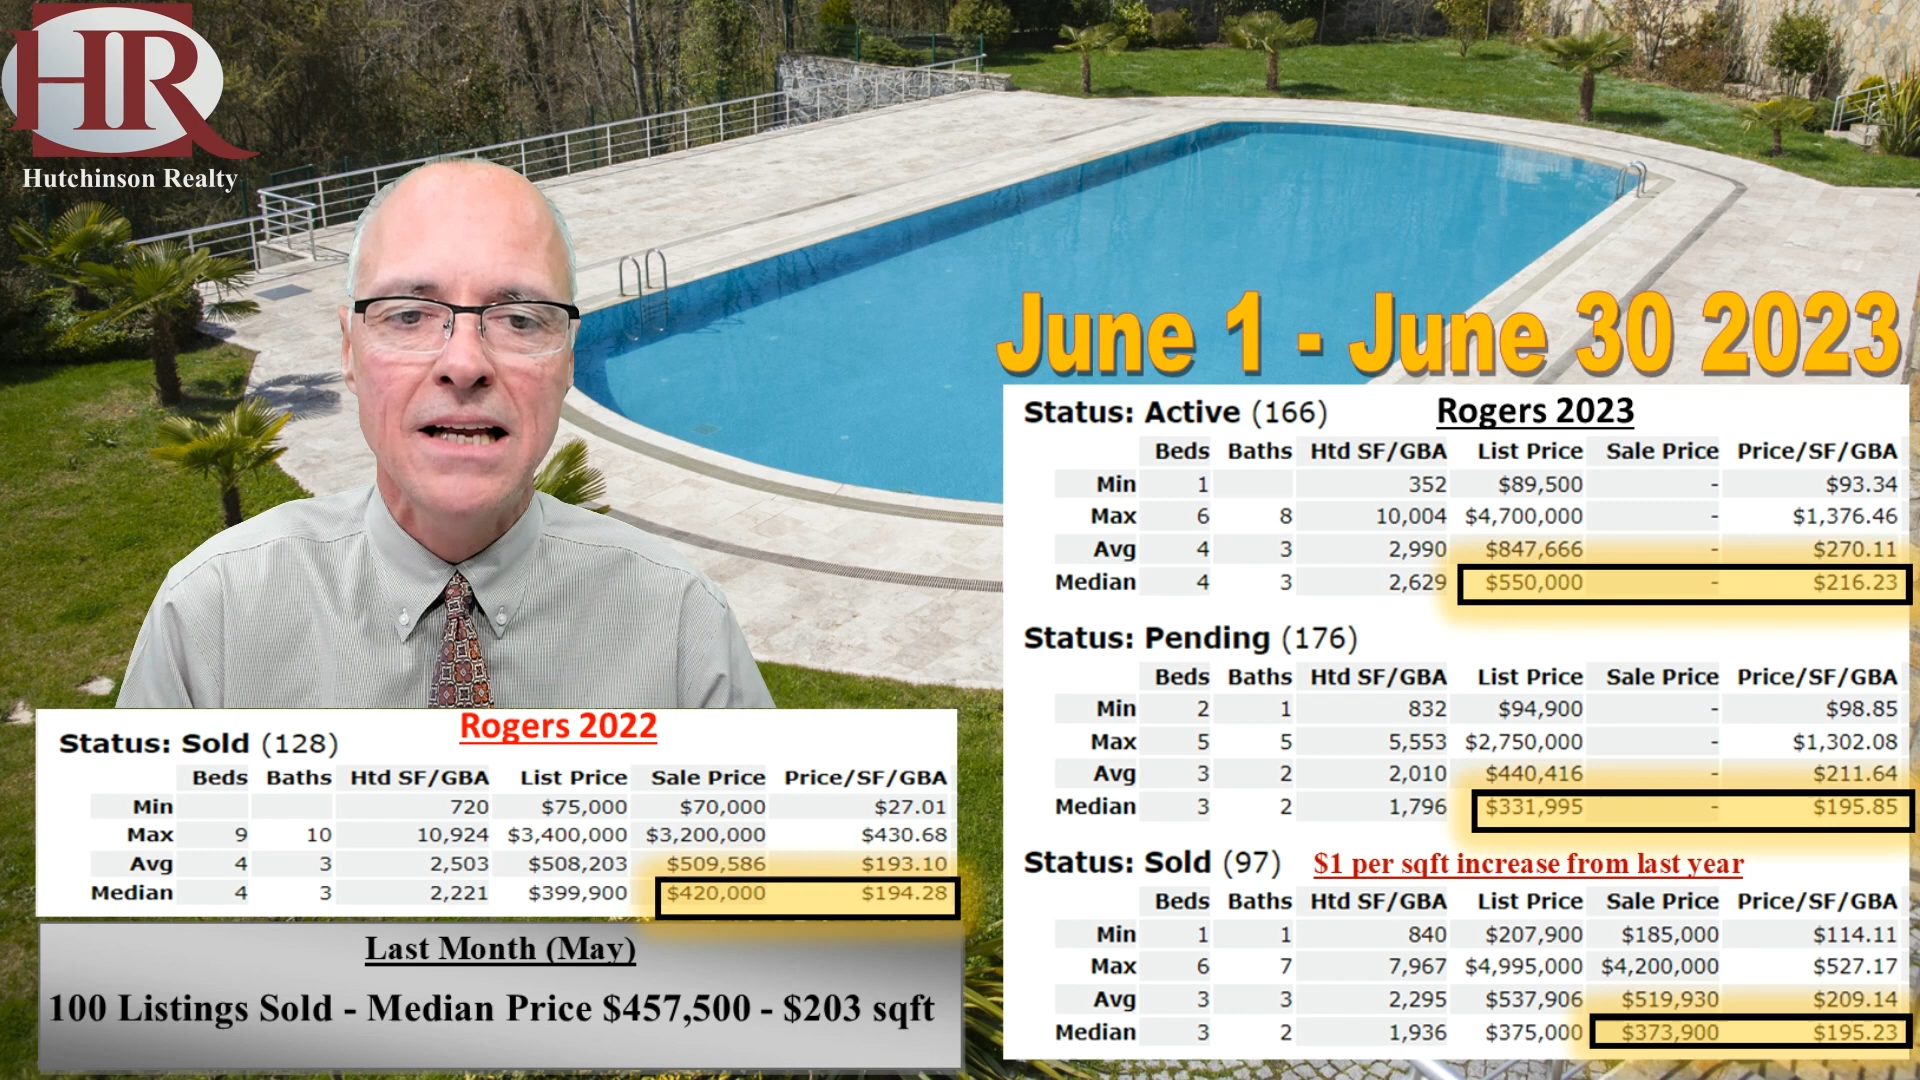 HR
Hutchinson Realty
June 1 - June 30 2023
Status: Active (166) Rogers 2023
Beds Baths Htd SF/GBA List Price Sale Price Price/SF/GBA
Min 1 352 $89,500 - $93.34
Max 6 8 10,004 $4,700,000 - $1,376.46
Avg 4 3 2,990 $847,666 - $270.11
Median 4 3 2,629 $550,000 - $216.23
Status: Pending (176)
Beds Baths Htd SF/GBA List Price Sale Price Price/SF/GBA
Min 2 1 832 $94,900 - $98.85
Max 5 5 5,553 $2,750,000 - $1,302.08
Avg 3 2 2,010 $440,416 - $211.64
Median 3 2 1,796 $331,995 - $195.85
Status: Sold (97) $1 per sqft increase from last year
Beds Baths Htd SF/GBA List Price Sale Price Price/SF/GBA
Min 1 1 840 $207,900 $185,000 $114.11
Max 6 7 7,967 $4,995,000 $4,200,000 $527.17
Avg 3 3 2,295 $537,906 $519,930 $209.14
Median 3 2 1,936 $375,000 $373,900 $195.23
Status: Sold (128) Rogers 2022
Beds Baths Htd SF/GBA List Price Sale Price Price/SF/GBA
Min 720 $75,000 $70,000 $27.01
Max 9 10 10,924 $3,400,000 $3,200,000 $430.68
Avg 4 3 2,503 $508,203 $509,586 $193.10
Median 4 3 2,221 $399,900 $420,000 $194.28
Last Month (May)
100 Listings Sold - Median Price $457,500 - $203 sqft